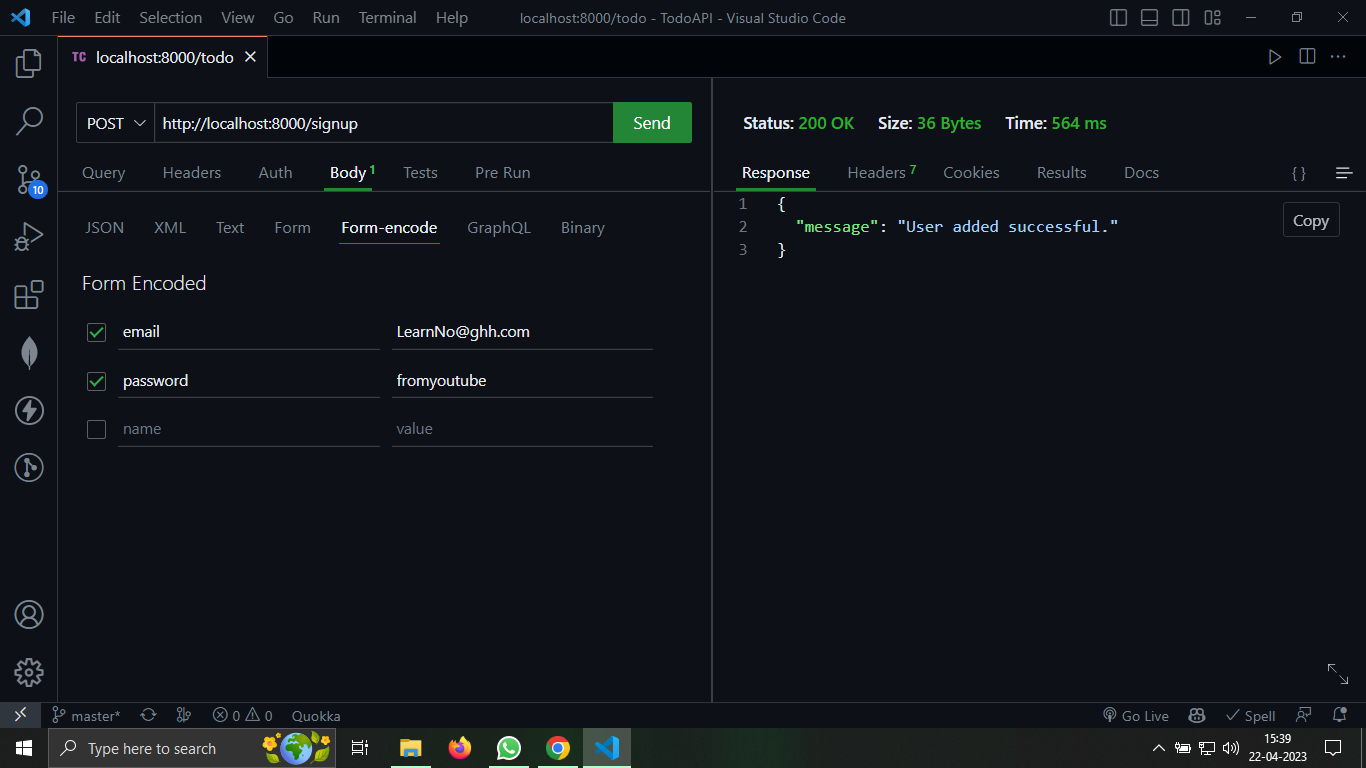 File Edit Selection View Go Run Terminal Help localhost:8000/todo - TodoAPI - Visual Studio Code
TC localhost:8000/todo
POST http://localhost:8000/signup Send
Status: 200 OK Size: 36 Bytes Time: 564 ms
Query Headers Auth Body 1 Tests Pre Run
Response Headers 7 Cookies Results Docs { }
10
JSON XML Text Form Form-encode GraphQL Binary
1 {
2 "message": "User added successful."
3 }
Copy
Form Encoded
email LearnNo@ghh.com
password fromyoutube
name value
master* 0 0 Quokka Go Live Spell
Type here to search
15:39
22-04-2023